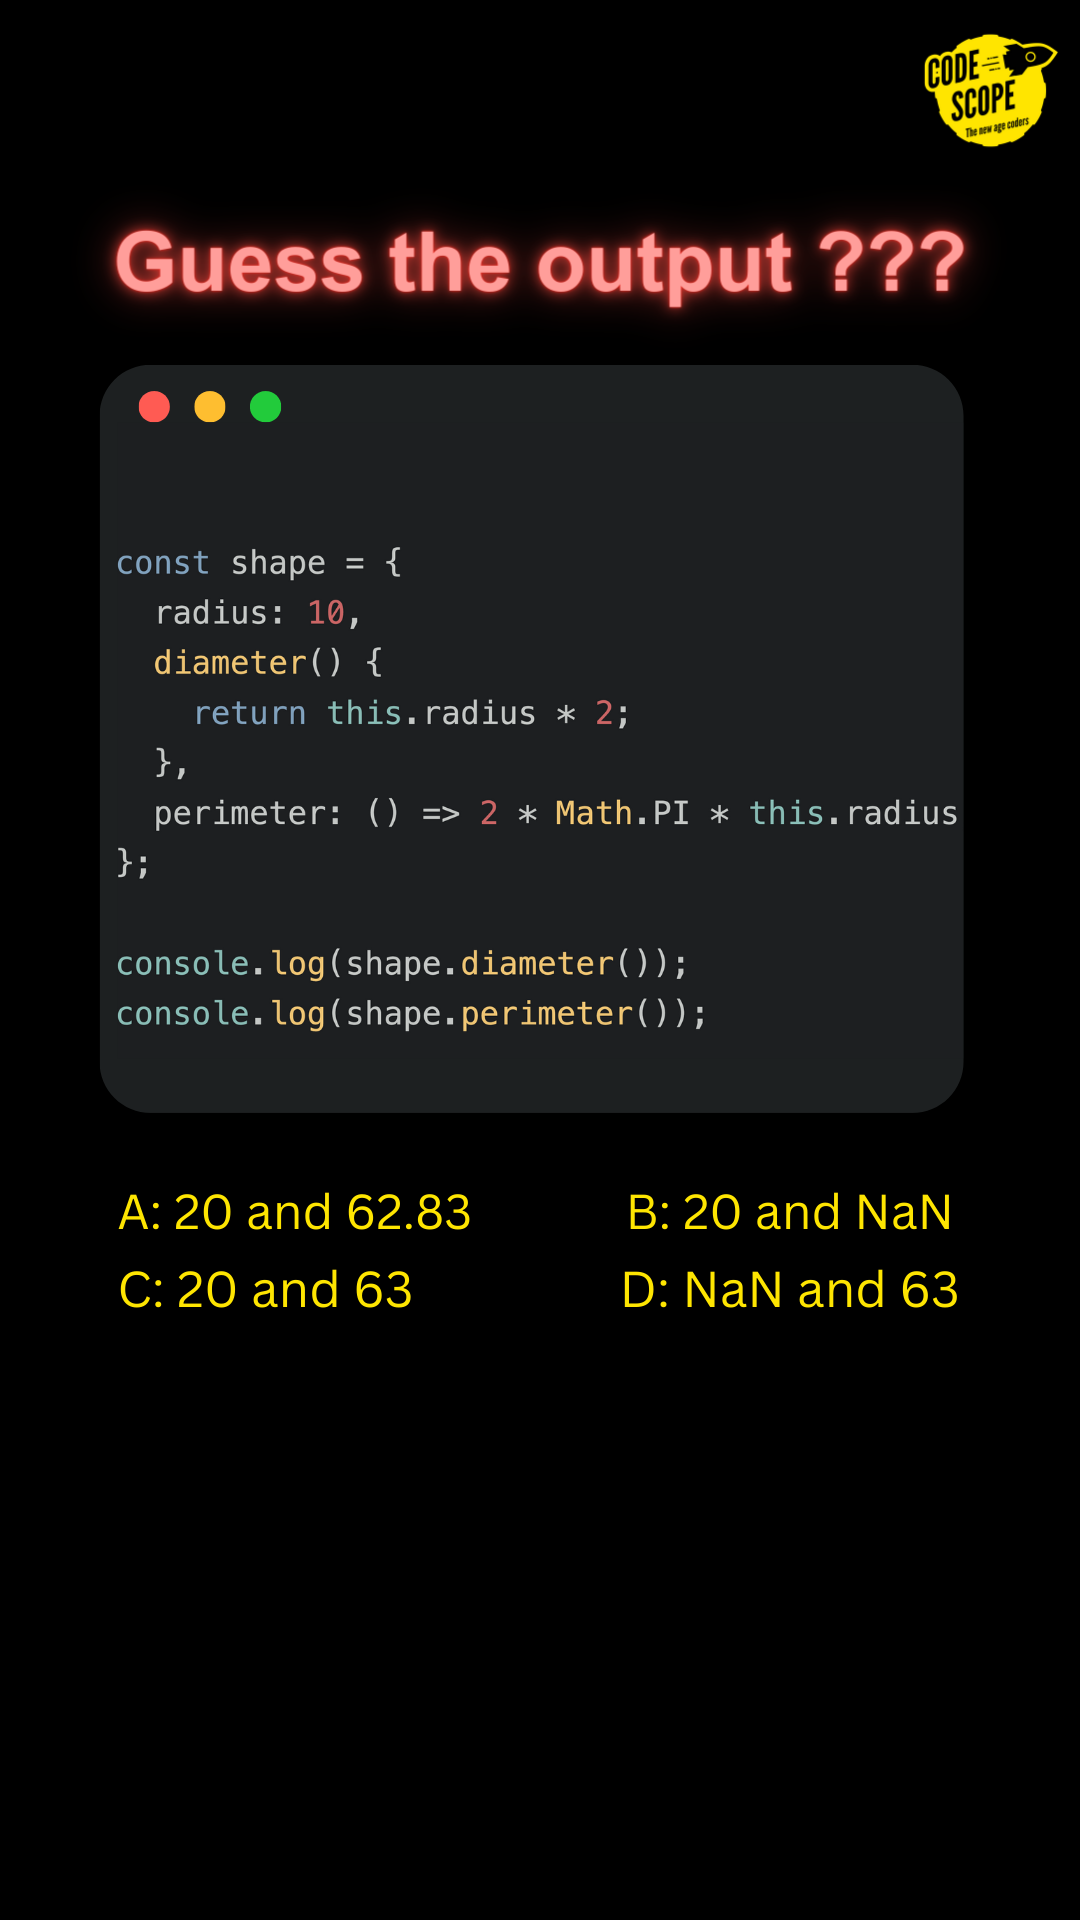 CODE
SCOPE
The new age coders
Guess the output ???
const shape = {
  radius: 10,
  diameter() {
    return this.radius * 2;
  },
  perimeter: () => 2 * Math.PI * this.radius
};
console.log(shape.diameter());
console.log(shape.perimeter());
A: 20 and 62.83 B: 20 and NaN
C: 20 and 63 D: NaN and 63